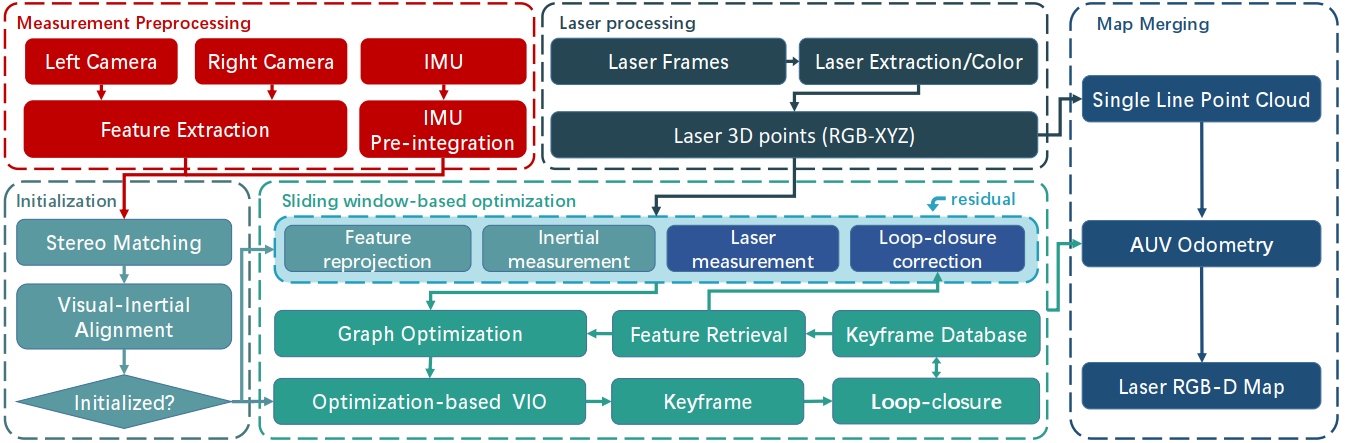 Measurement Preprocessing
Left Camera
Right Camera
IMU
Feature Extraction
IMU
Pre-integration
Laser processing
Laser Frames
Laser Extraction/Color
Laser 3D points (RGB-XYZ)
Map Merging
Single Line Point Cloud
AUV Odometry
Laser RGB-D Map
Initialization
Stereo Matching
Visual-Inertial
Alignment
Initialized?
Sliding window-based optimization
residual
Feature
reprojection
Inertial
measurement
Laser
measurement
Loop-closure
correction
Graph Optimization
Feature Retrieval
Keyframe Database
Optimization-based VIO
Keyframe
Loop-closure